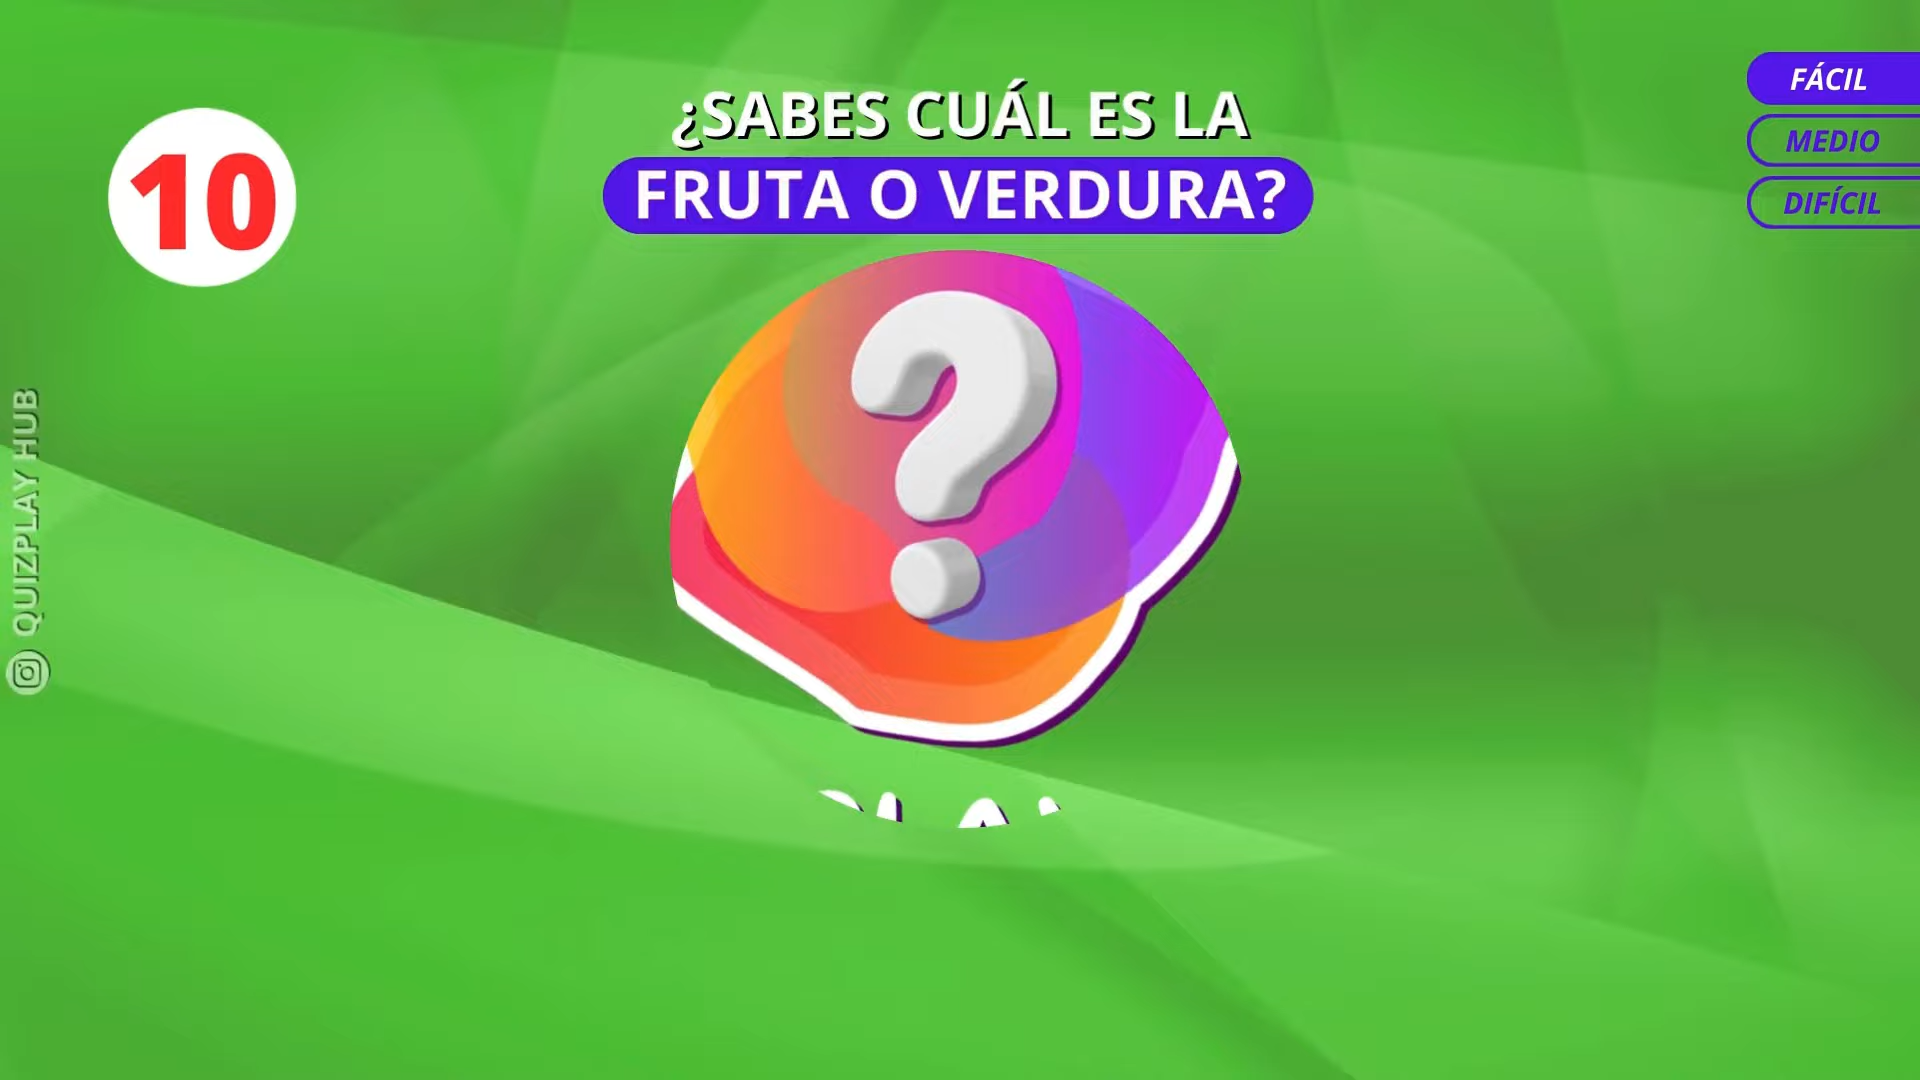 10
¿SABES CUÁL ES LA
FRUTA O VERDURA?
FÁCIL
MEDIO
DIFÍCIL
QUIZPLAY HUB
?